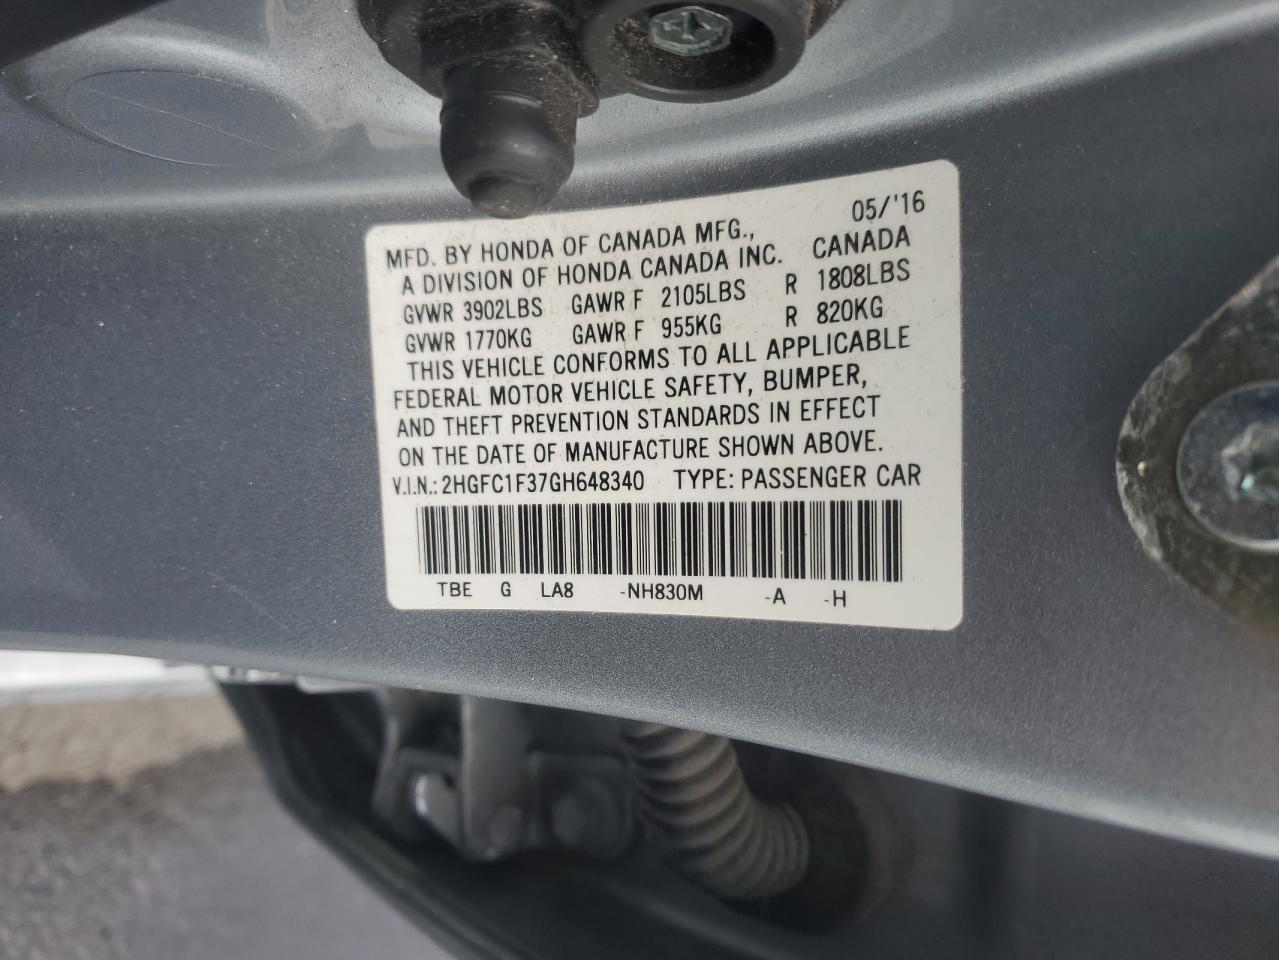 05/'16
MFD. BY HONDA OF CANADA MFG.,
A DIVISION OF HONDA CANADA INC. CANADA
GVWR 3902LBS GAWR F 2105LBS R 1808LBS
GVWR 1770KG GAWR F 955KG R 820KG
THIS VEHICLE CONFORMS TO ALL APPLICABLE
FEDERAL MOTOR VEHICLE SAFETY, BUMPER,
AND THEFT PREVENTION STANDARDS IN EFFECT
ON THE DATE OF MANUFACTURE SHOWN ABOVE.
V.I.N.: 2HGFC1F37GH648340 TYPE: PASSENGER CAR
TBE G LA8 -NH830M -A -H